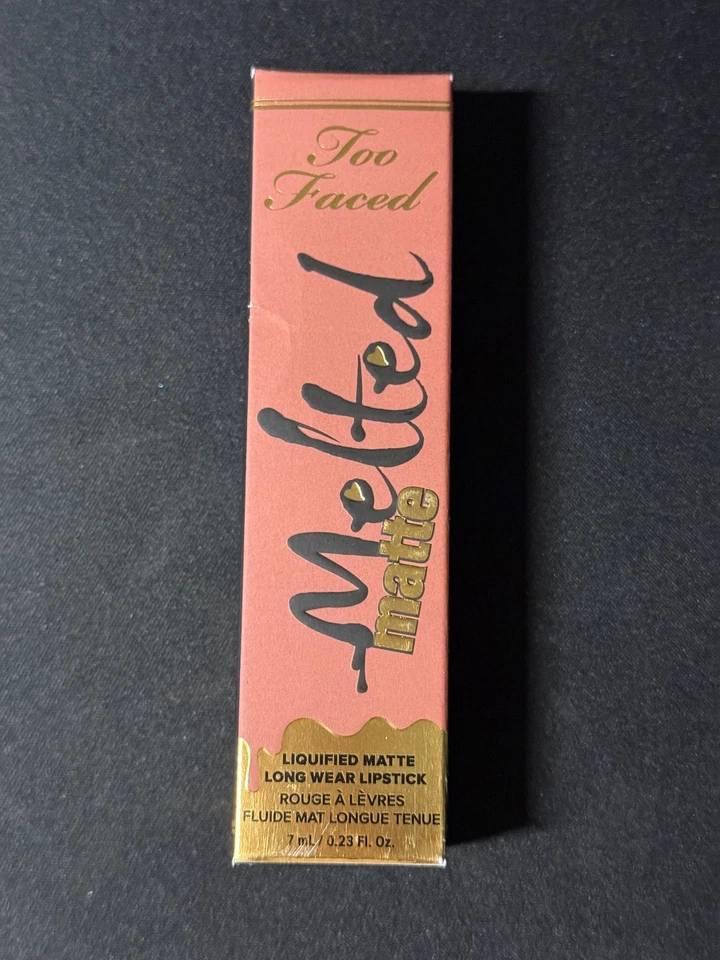 Too
Faced
Melted
matte
LIQUIFIED MATTE
LONG WEAR LIPSTICK
ROUGE À LÈVRES
FLUIDE MAT LONGUE TENUE
7 mL / 0.23 Fl. Oz.